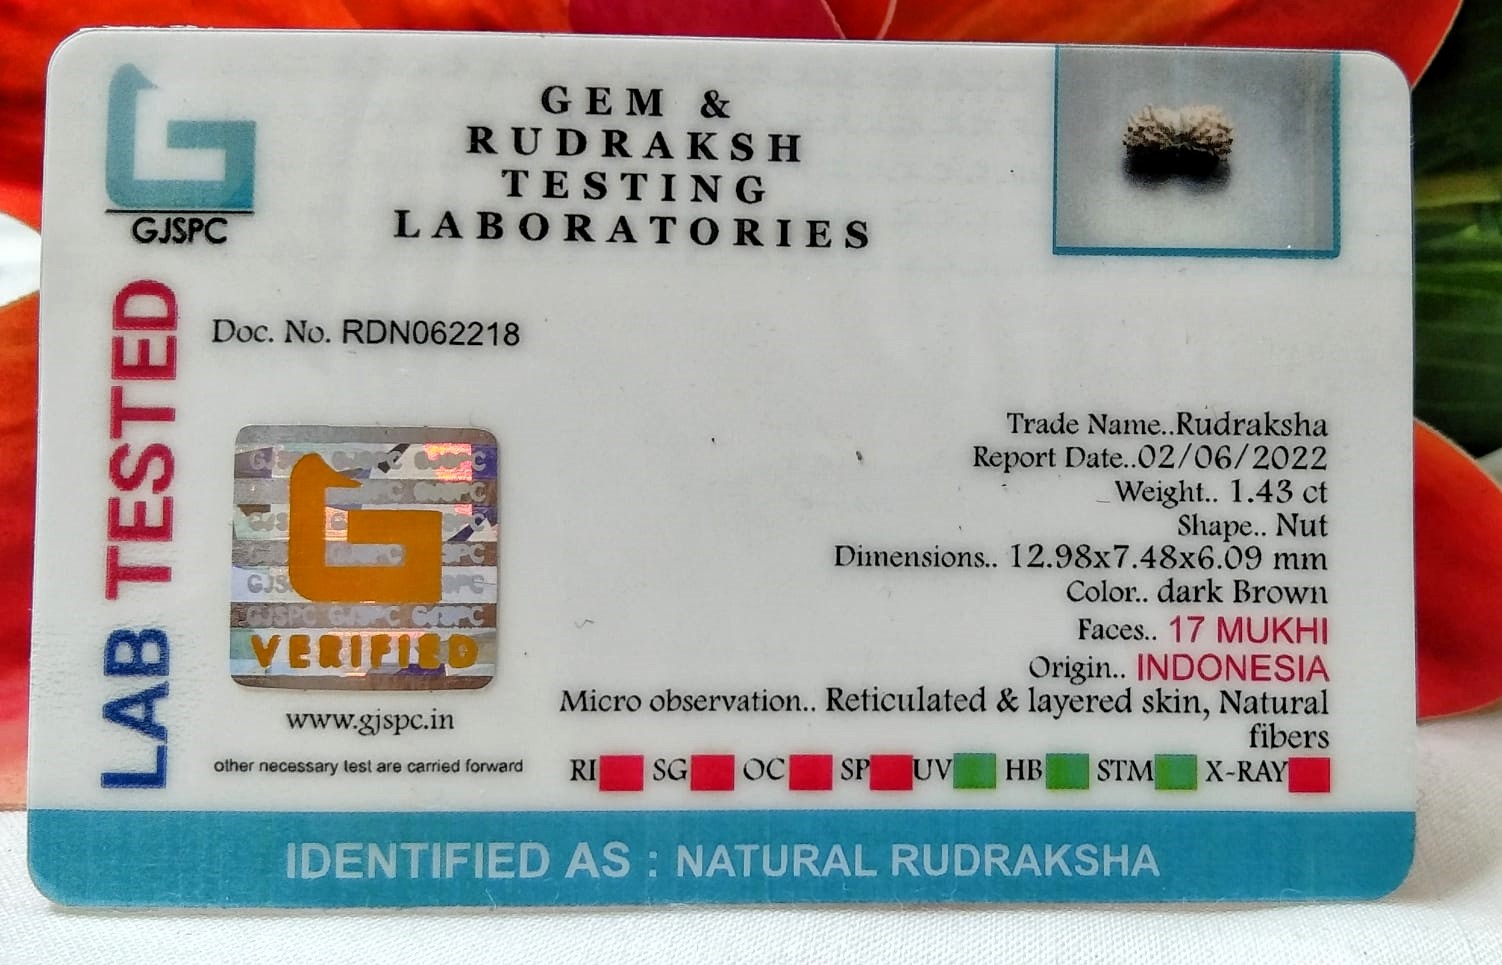 GEM &
RUDRAKSH
TESTING
LABORATORIES
GJSPC
LAB TESTED
Doc. No. RDN062218
GJSPC GJSPC GJSPC
VERIFIED
www.gjspc.in
other necessary test are carried forward
Trade Name..Rudraksha
Report Date..02/06/2022
Weight.. 1.43 ct
Shape.. Nut
Dimensions.. 12.98x7.48x6.09 mm
Color.. dark Brown
Faces.. 17 MUKHI
Origin.. INDONESIA
Micro observation.. Reticulated & layered skin, Natural
fibers
RI SG OC SP UV HB STM X-RAY
IDENTIFIED AS : NATURAL RUDRAKSHA